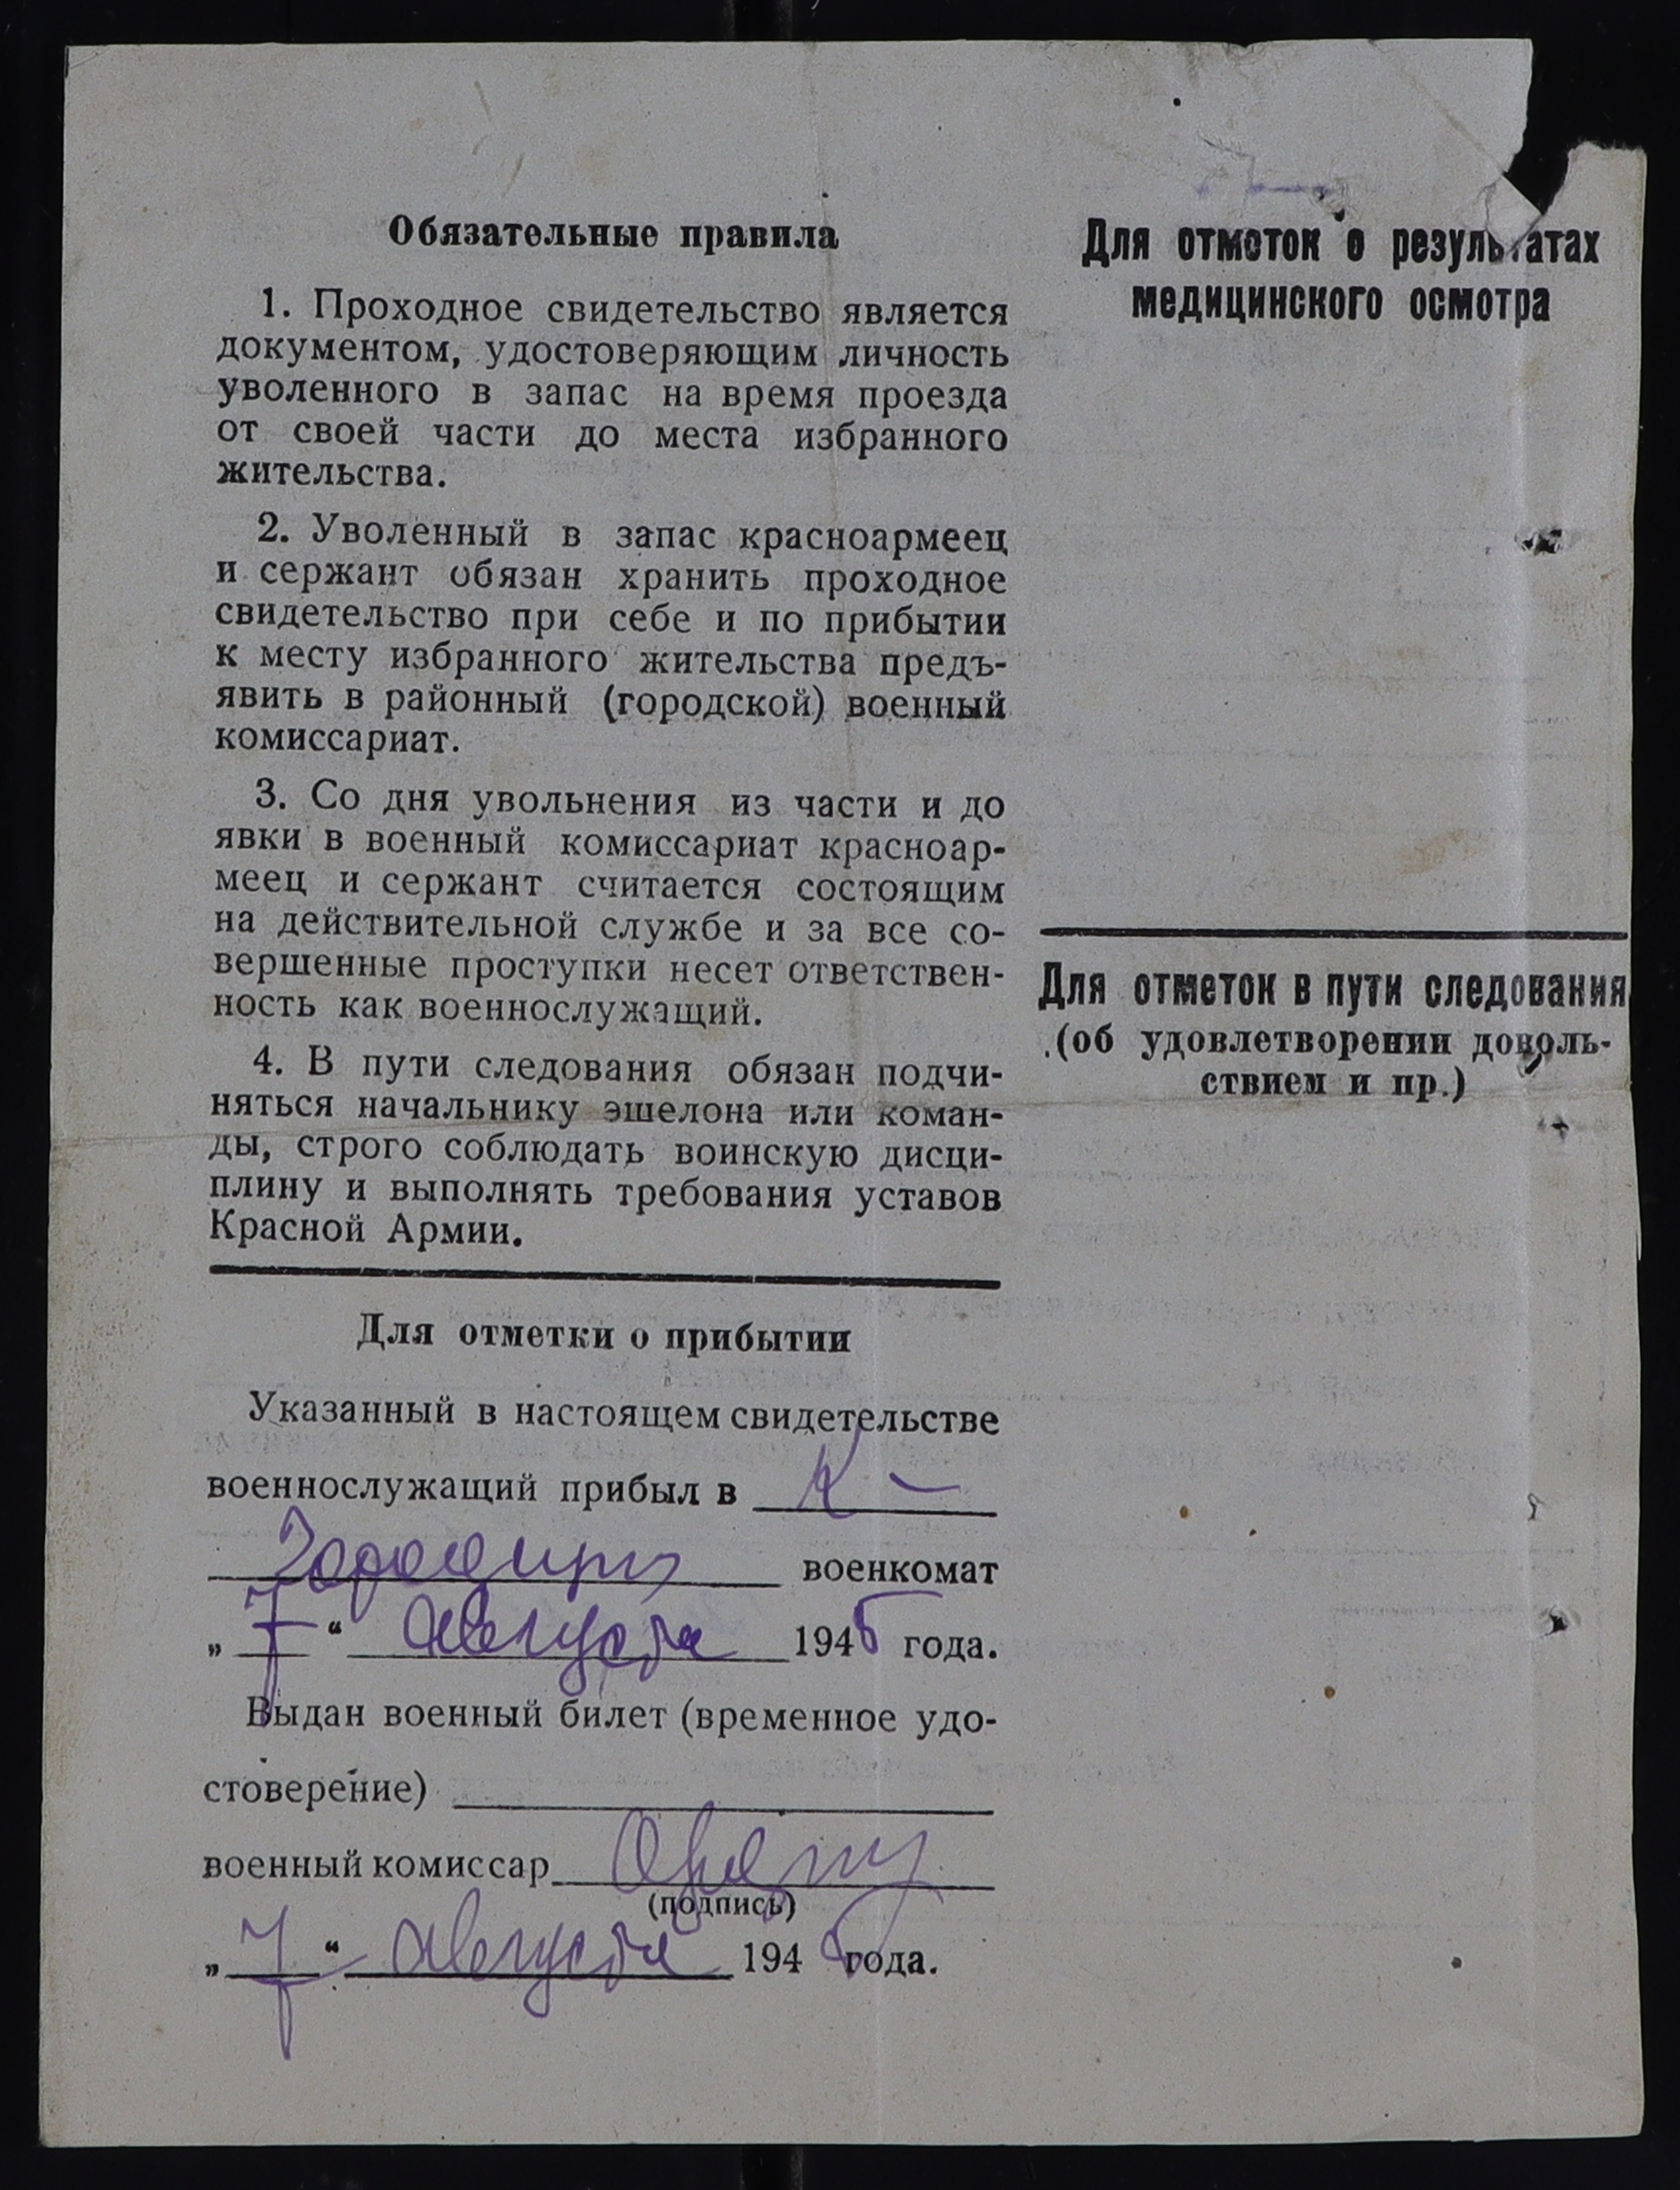 Обязательные правила
1. Проходное свидетельство является
документом, удостоверяющим личность
уволенного в запас на время проезда
от своей части до места избранного
жительства.
2. Уволенный в запас красноармеец
и сержант обязан хранить проходное
свидетельство при себе и по прибытии
к месту избранного жительства предъ-
явить в районный (городской) военный
комиссариат.
3. Со дня увольнения из части и до
явки в военный комиссариат красноар-
меец и сержант считается состоящим
на действительной службе и за все со-
вершенные проступки несет ответствен-
ность как военнослужащий.
4. В пути следования обязан подчи-
няться начальнику эшелона или коман-
ды, строго соблюдать воинскую дисци-
плину и выполнять требования уставов
Красной Армии.
Для отметки о прибытии
Указанный в настоящем свидетельстве
военнослужащий прибыл в К –
военкомат
„ 7 “ Августа 1945 года.
Выдан военный билет (временное удо-
стоверение)
военный комиссар
(подпись)
„ 7 “ Августа 1945 года.
Для отметок о результатах
медицинского осмотра
Для отметок в пути следования
(об удовлетворении доволь-
ствием и пр.)